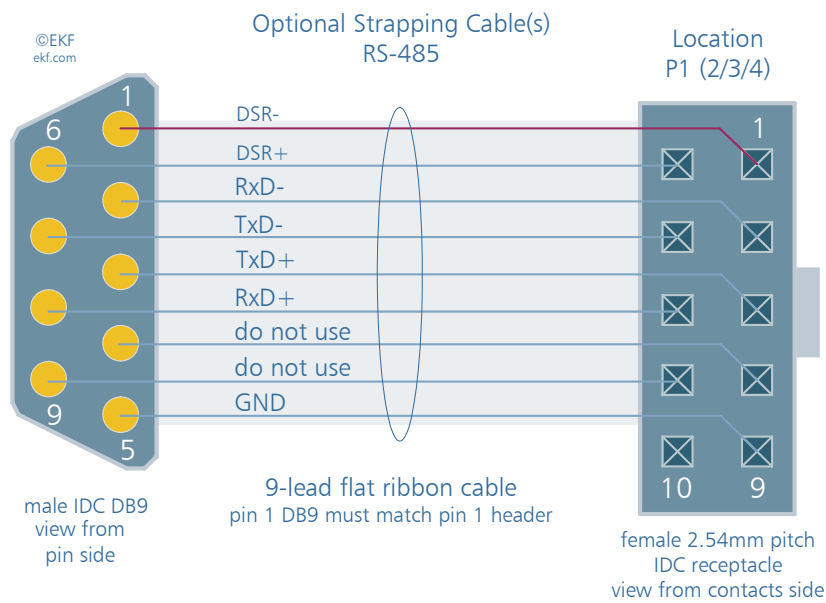 Optional Strapping Cable(s)
RS-485
©EKF
ekf.com
Location
P1 (2/3/4)
1
6
9
5
DSR-
DSR+
RxD-
TxD-
TxD+
RxD+
do not use
do not use
GND
1
10
9
male IDC DB9
view from
pin side
9-lead flat ribbon cable
pin 1 DB9 must match pin 1 header
female 2.54mm pitch
IDC receptacle
view from contacts side